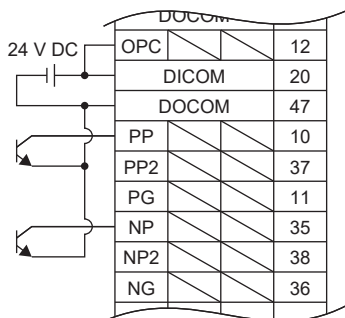 DOCOM
24 V DC
OPC 12
DICOM 20
DOCOM 47
PP 10
PP2 37
PG 11
NP 35
NP2 38
NG 36